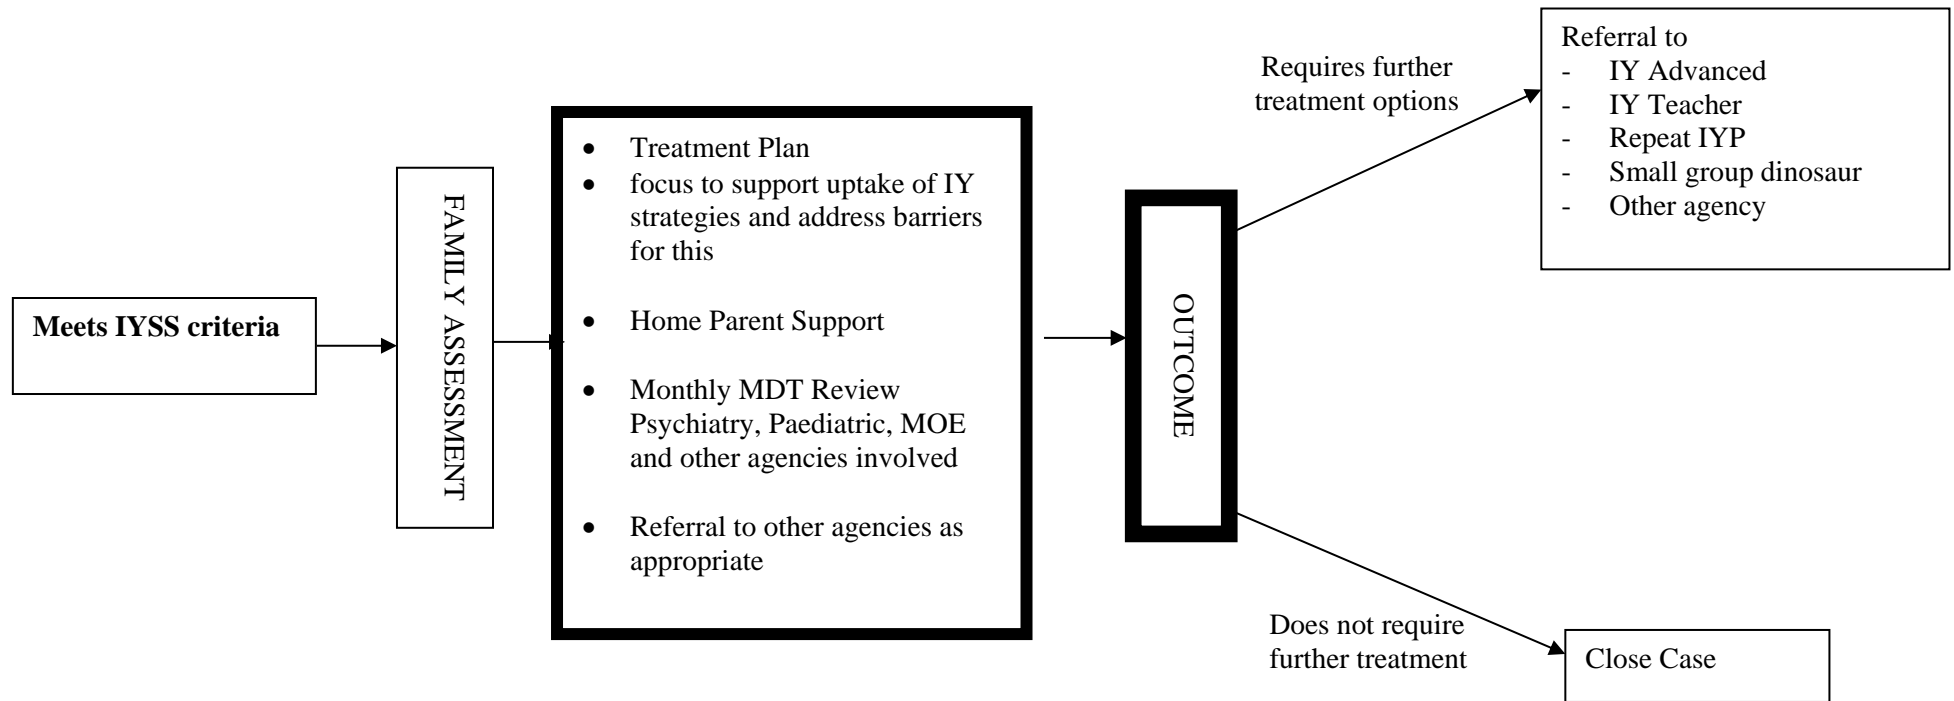 Meets IYSS criteria
FAMILY ASSESSMENT
• Treatment Plan
• focus to support uptake of IY
strategies and address barriers
for this
• Home Parent Support
• Monthly MDT Review
Psychiatry, Paediatric, MOE
and other agencies involved
• Referral to other agencies as
appropriate
OUTCOME
Requires further
treatment options
Referral to
- IY Advanced
- IY Teacher
- Repeat IYP
- Small group dinosaur
- Other agency
Does not require
further treatment
Close Case